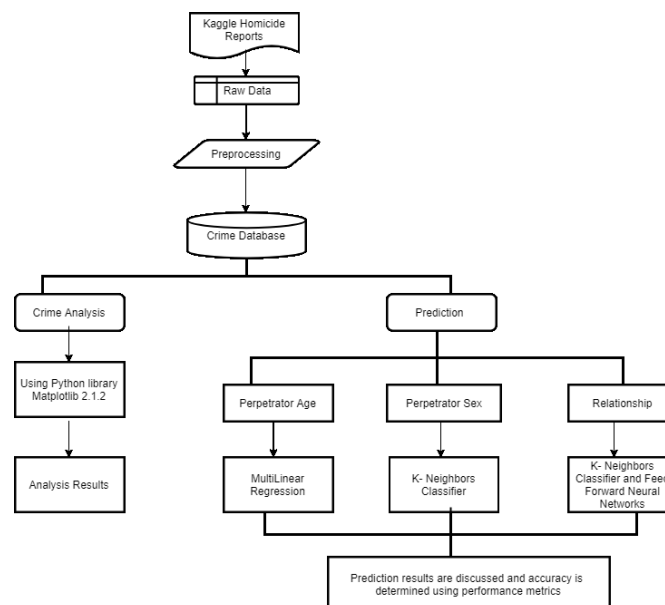 Kaggle Homicide
Reports
Raw Data
Preprocessing
Crime Database
Crime Analysis
Prediction
Using Python library
Matplotlib 2.1.2
Perpetrator Age
Perpetrator Sex
Relationship
Analysis Results
MultiLinear
Regression
K- Neighbors
Classifier
K- Neighbors
Classifier and Feed
Forward Neural
Networks
Prediction results are discussed and accuracy is
determined using performance metrics